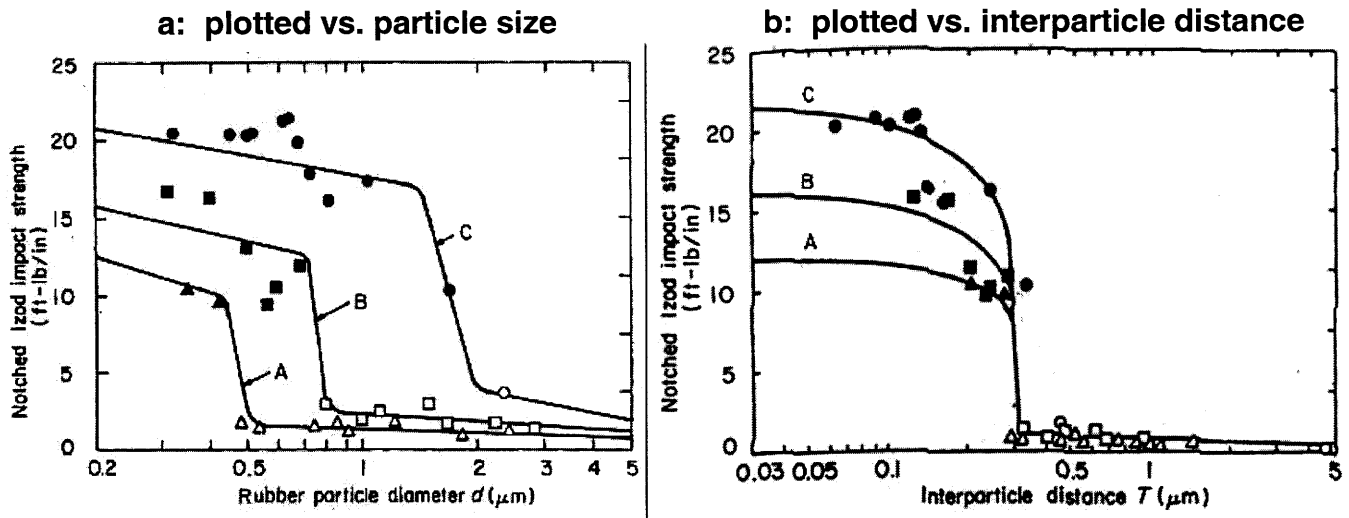 a: plotted vs. particle size
25
20
15
10
5
0
Notched Izod impact strength
(ft-lb/in)
C
B
A
0.2
0.5
1
2
3
4
5
Rubber particle diameter d (μm)
b: plotted vs. interparticle distance
25
20
15
10
5
0
Notched Izod impact strength
(ft-lb/in)
C
B
A
0.03
0.05
0.1
0.5
1
5
Interparticle distance T (μm)